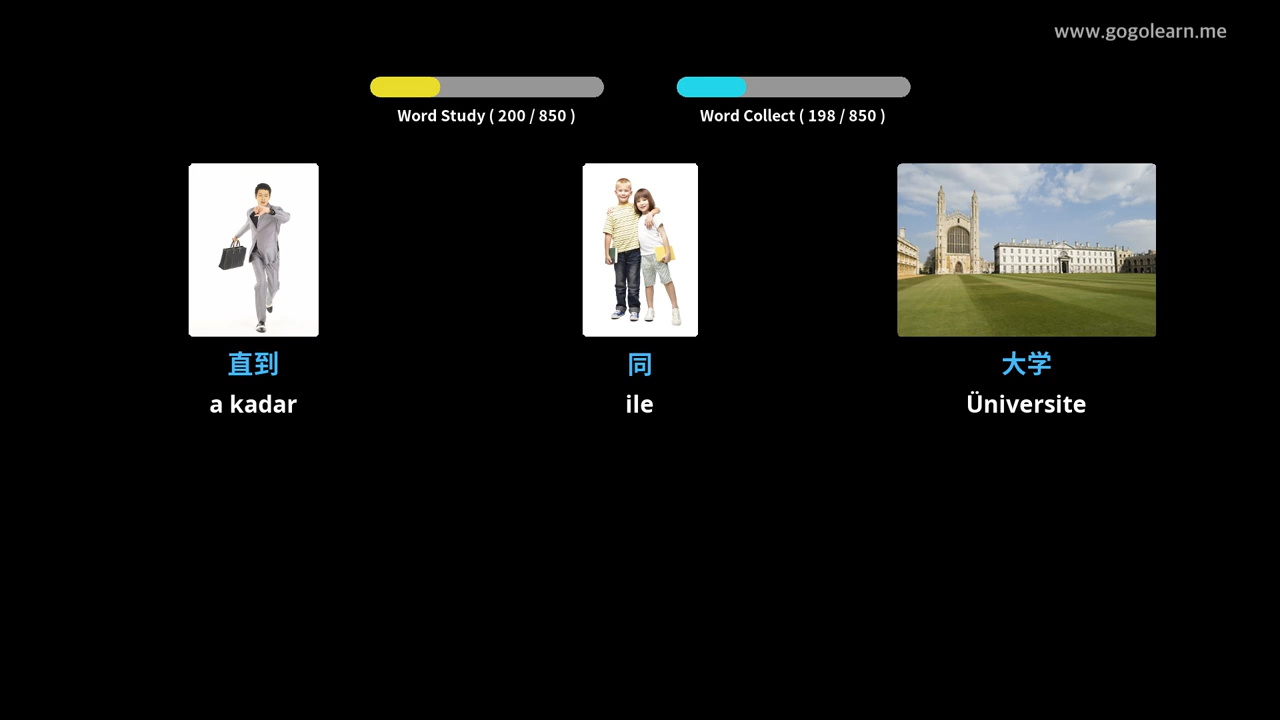 www.gogolearn.me
Word Study ( 200 / 850 )
Word Collect ( 198 / 850 )
直到
a kadar
同
ile
大学
Üniversite